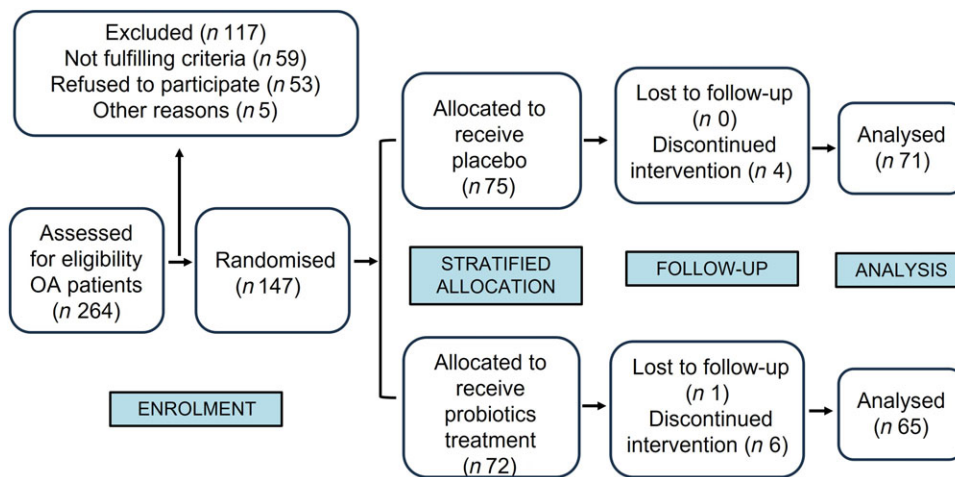 Excluded (n 117)
Not fulfilling criteria (n 59)
Refused to participate (n 53)
Other reasons (n 5)
Assessed
for eligibility
OA patients
(n 264)
Randomised
(n 147)
ENROLMENT
Allocated to
receive
placebo
(n 75)
STRATIFIED
ALLOCATION
Allocated to
receive
probiotics
treatment
(n 72)
Lost to follow-up
(n 0)
Discontinued
intervention (n 4)
FOLLOW-UP
Lost to follow-up
(n 1)
Discontinued
intervention (n 6)
Analysed
(n 71)
ANALYSIS
Analysed
(n 65)